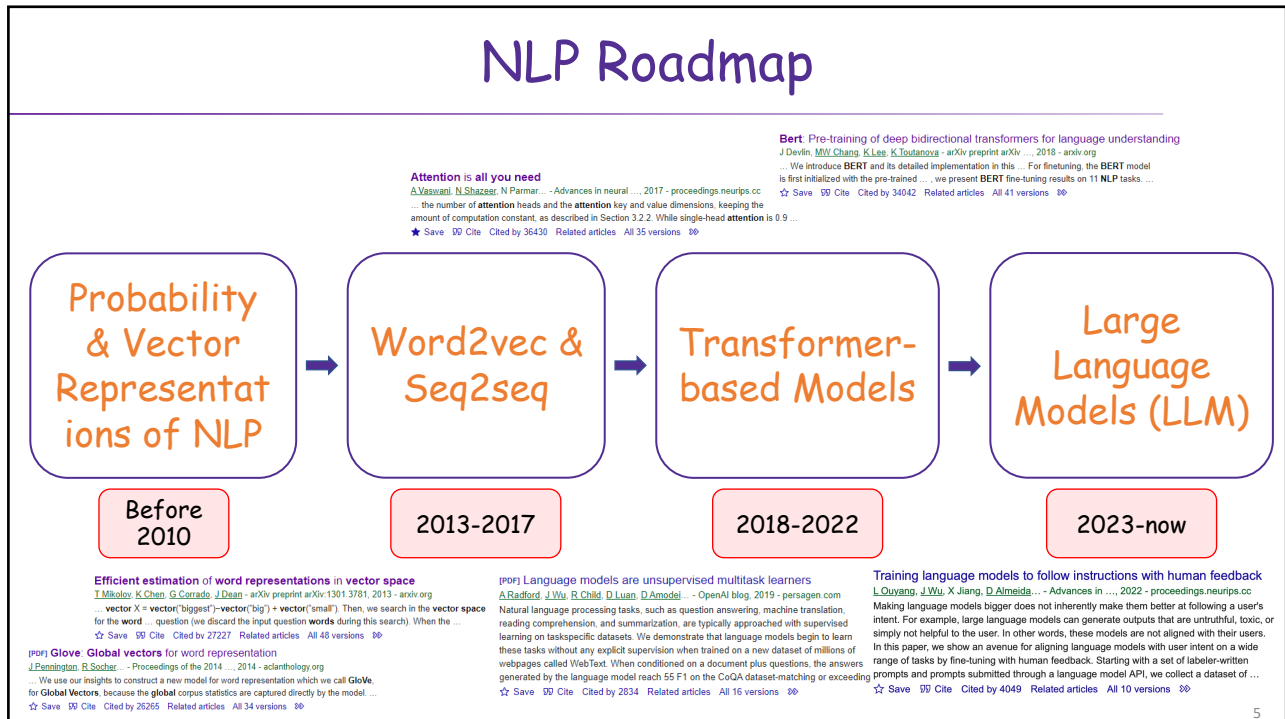 NLP Roadmap
Bert: Pre-training of deep bidirectional transformers for language understanding
J Devlin, MW Chang, K Lee, K Toutanova - arXiv preprint arXiv ..., 2018 - arxiv.org
... We introduce BERT and its detailed implementation in this ... For finetuning, the BERT model
is first initialized with the pre-trained ... , we present BERT fine-tuning results on 11 NLP tasks. ...
Save Cite Cited by 34042 Related articles All 41 versions
Attention is all you need
A Vaswani, N Shazeer, N Parmar... - Advances in neural ..., 2017 - proceedings.neurips.cc
... the number of attention heads and the attention key and value dimensions, keeping the
amount of computation constant, as described in Section 3.2.2. While single-head attention is 0.9 ...
Save Cite Cited by 36430 Related articles All 35 versions
Probability
& Vector
Representat
ions of NLP
Word2vec &
Seq2seq
Transformer-
based Models
Large
Language
Models (LLM)
Before
2010
2013-2017
2018-2022
2023-now
Efficient estimation of word representations in vector space
T Mikolov, K Chen, G Corrado, J Dean - arXiv preprint arXiv:1301.3781, 2013 - arxiv.org
... vector X = vector("biggest")−vector("big") + vector("small"). Then, we search in the vector space
for the word ... question (we discard the input question words during this search). When the ...
Save Cite Cited by 27227 Related articles All 48 versions
[PDF] Glove: Global vectors for word representation
J Pennington, R Socher... - Proceedings of the 2014 ..., 2014 - aclanthology.org
... We use our insights to construct a new model for word representation which we call GloVe,
for Global Vectors, because the global corpus statistics are captured directly by the model. ...
Save Cite Cited by 26265 Related articles All 34 versions
[PDF] Language models are unsupervised multitask learners
A Radford, J Wu, R Child, D Luan, D Amodei... - OpenAI blog, 2019 - persagen.com
Natural language processing tasks, such as question answering, machine translation,
reading comprehension, and summarization, are typically approached with supervised
learning on taskspecific datasets. We demonstrate that language models begin to learn
these tasks without any explicit supervision when trained on a new dataset of millions of
webpages called WebText. When conditioned on a document plus questions, the answers
generated by the language model reach 55 F1 on the CoQA dataset-matching or exceeding
Save Cite Cited by 2834 Related articles All 16 versions
Training language models to follow instructions with human feedback
L Ouyang, J Wu, X Jiang, D Almeida... - Advances in ..., 2022 - proceedings.neurips.cc
Making language models bigger does not inherently make them better at following a user's
intent. For example, large language models can generate outputs that are untruthful, toxic, or
simply not helpful to the user. In other words, these models are not aligned with their users.
In this paper, we show an avenue for aligning language models with user intent on a wide
range of tasks by fine-tuning with human feedback. Starting with a set of labeler-written
prompts and prompts submitted through a language model API, we collect a dataset of ...
Save Cite Cited by 4049 Related articles All 10 versions
5